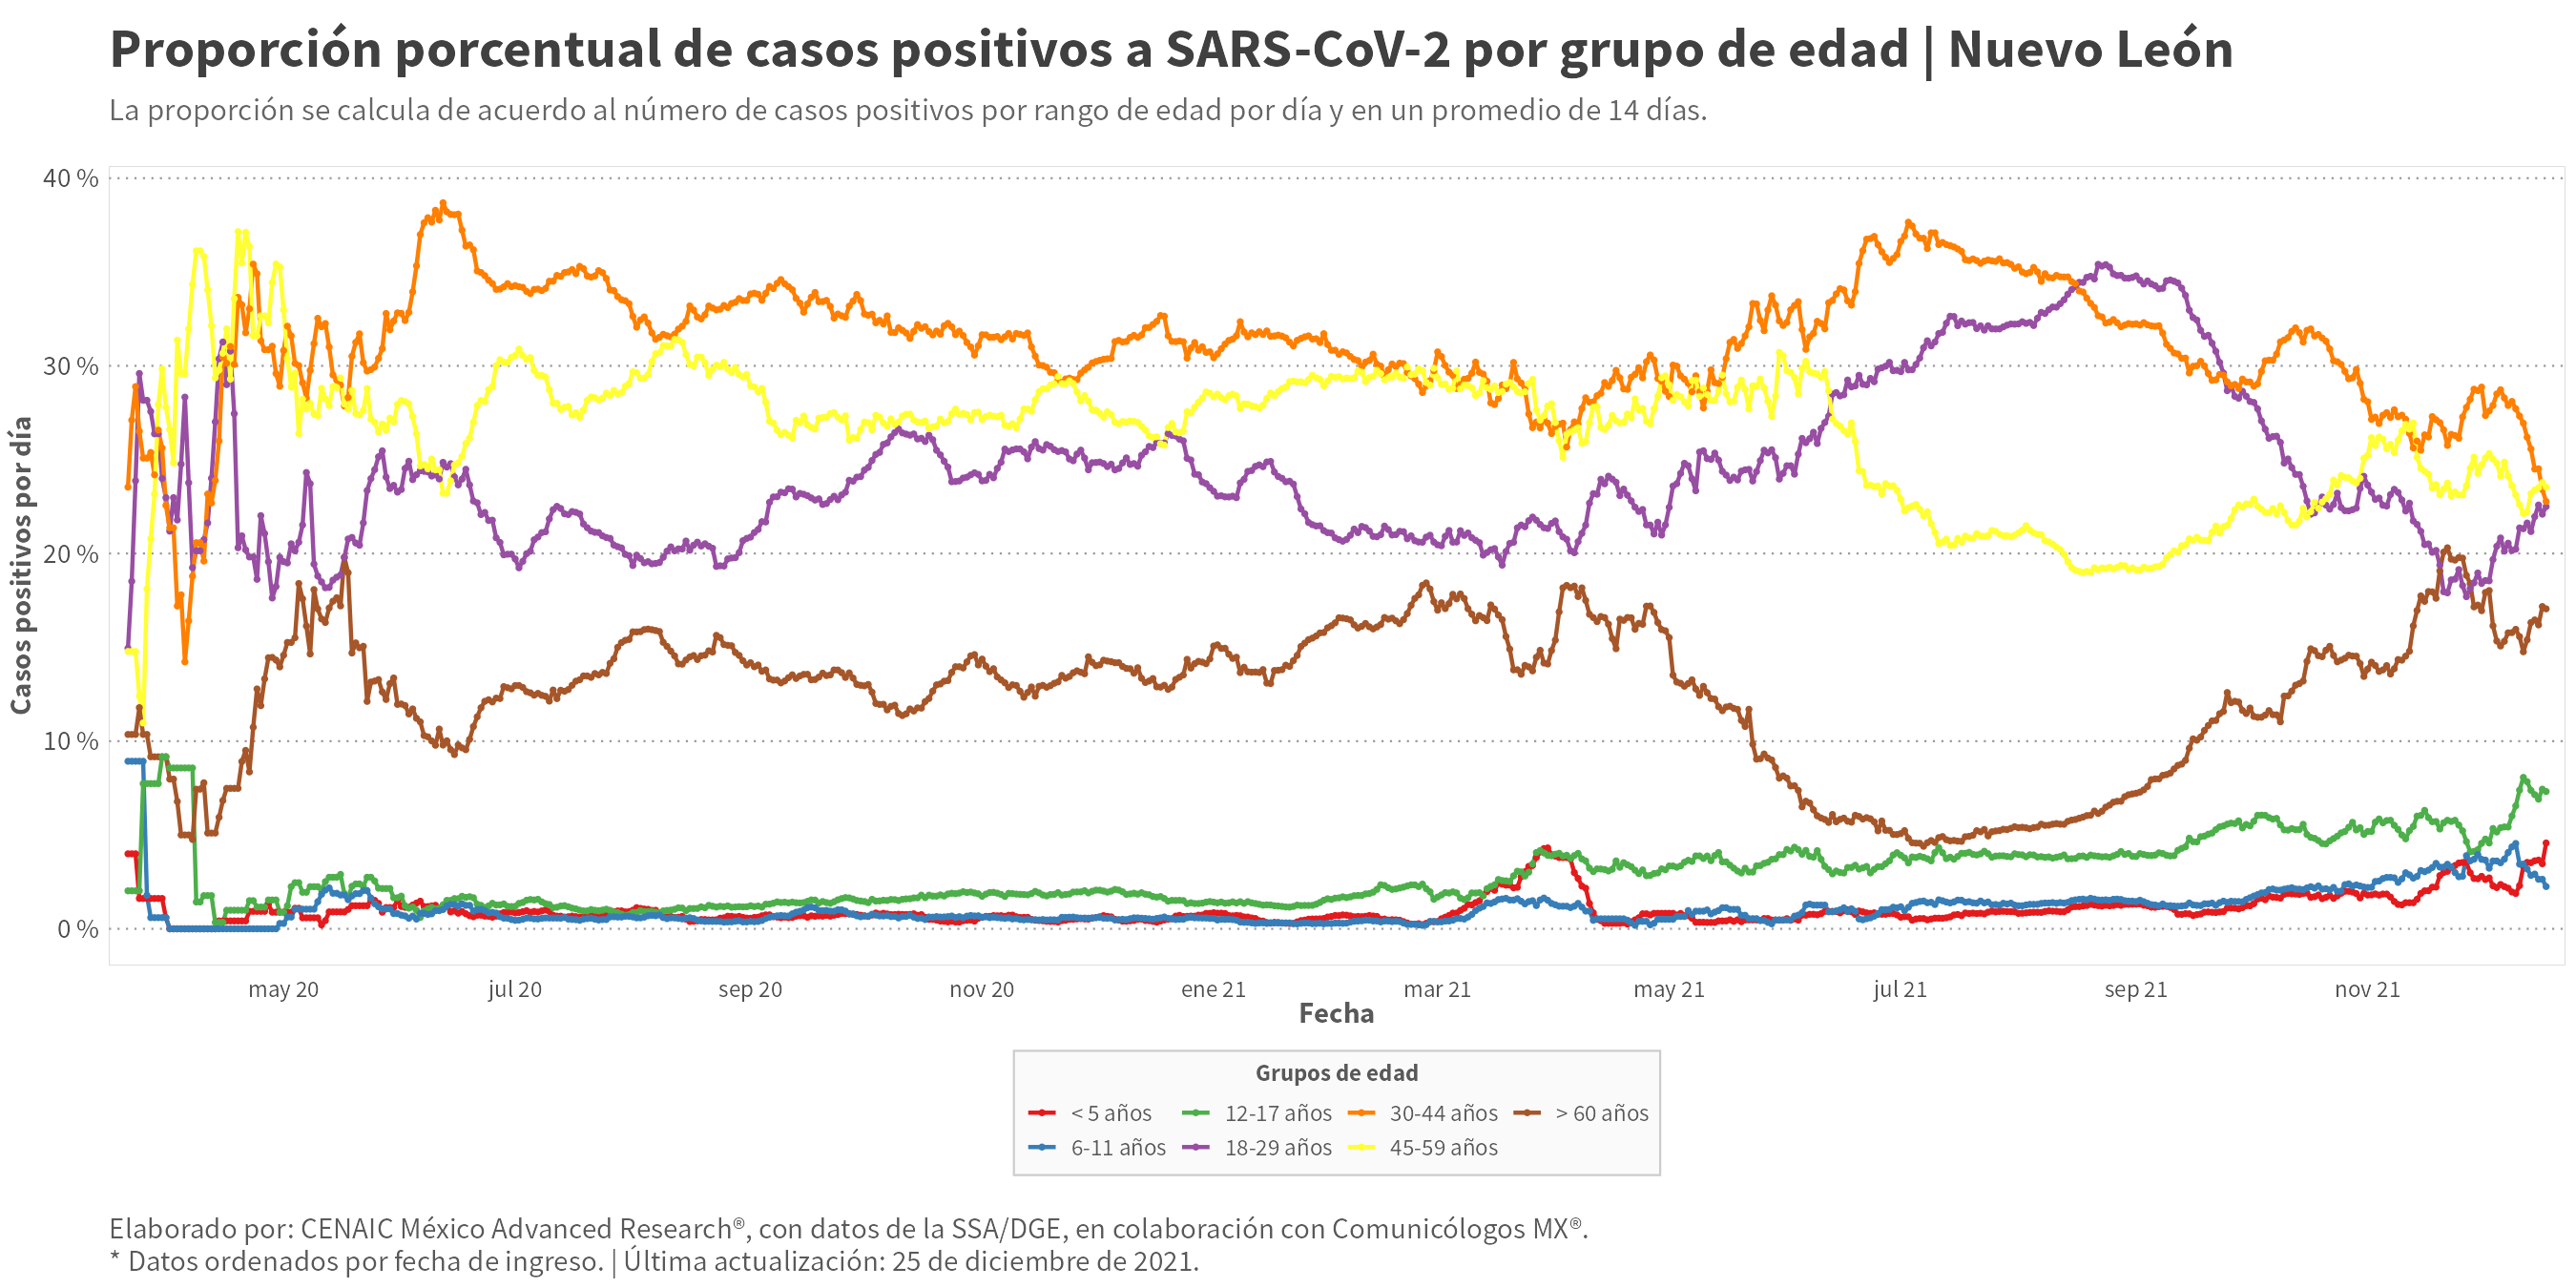 Proporción porcentual de casos positivos a SARS-CoV-2 por grupo de edad | Nuevo León
La proporción se calcula de acuerdo al número de casos positivos por rango de edad por día y en un promedio de 14 días.
40 %
30 %
20 %
10 %
0 %
Casos positivos por día
may 20 jul 20 sep 20 nov 20 ene 21 mar 21 may 21 jul 21 sep 21 nov 21
Fecha
Grupos de edad
< 5 años 12-17 años 30-44 años > 60 años
6-11 años 18-29 años 45-59 años
Elaborado por: CENAIC México Advanced Research®, con datos de la SSA/DGE, en colaboración con Comunicólogos MX®.
* Datos ordenados por fecha de ingreso. | Última actualización: 25 de diciembre de 2021.